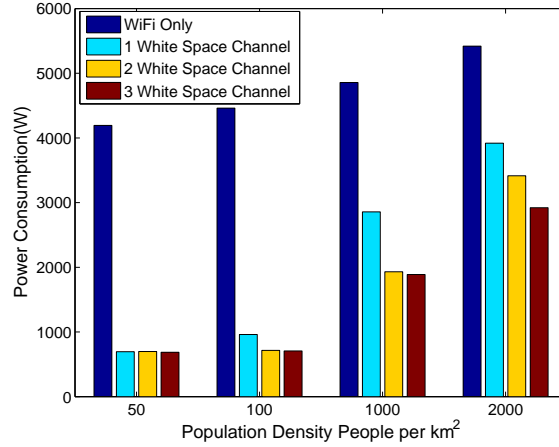 6000
5000
4000
3000
2000
1000
0
Power Consumption(W)
WiFi Only
1 White Space Channel
2 White Space Channel
3 White Space Channel
50 100 1000 2000
Population Density People per km²